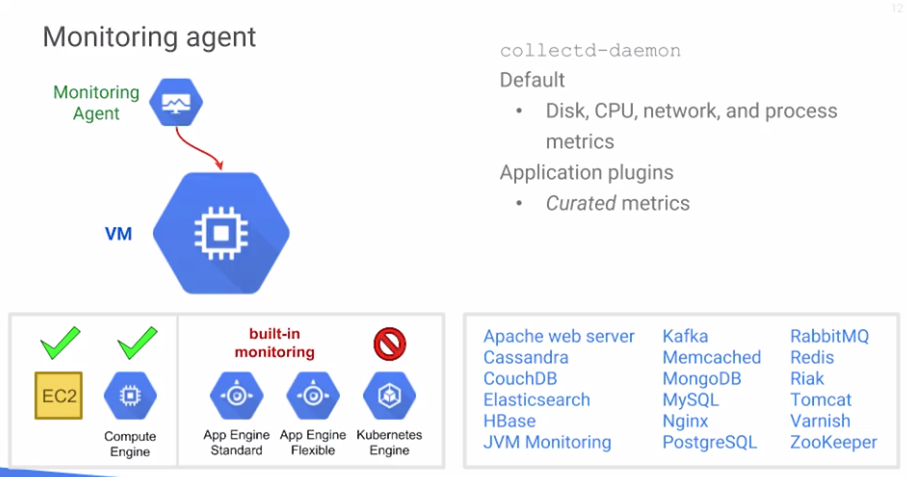 12
Monitoring agent
Monitoring
Agent
VM
collectd-daemon
Default
• Disk, CPU, network, and process
metrics
Application plugins
• Curated metrics
built-in
monitoring
EC2
Compute
Engine
App Engine
Standard
App Engine
Flexible
Kubernetes
Engine
Apache web server
Cassandra
CouchDB
Elasticsearch
HBase
JVM Monitoring
Kafka
Memcached
MongoDB
MySQL
Nginx
PostgreSQL
RabbitMQ
Redis
Riak
Tomcat
Varnish
ZooKeeper